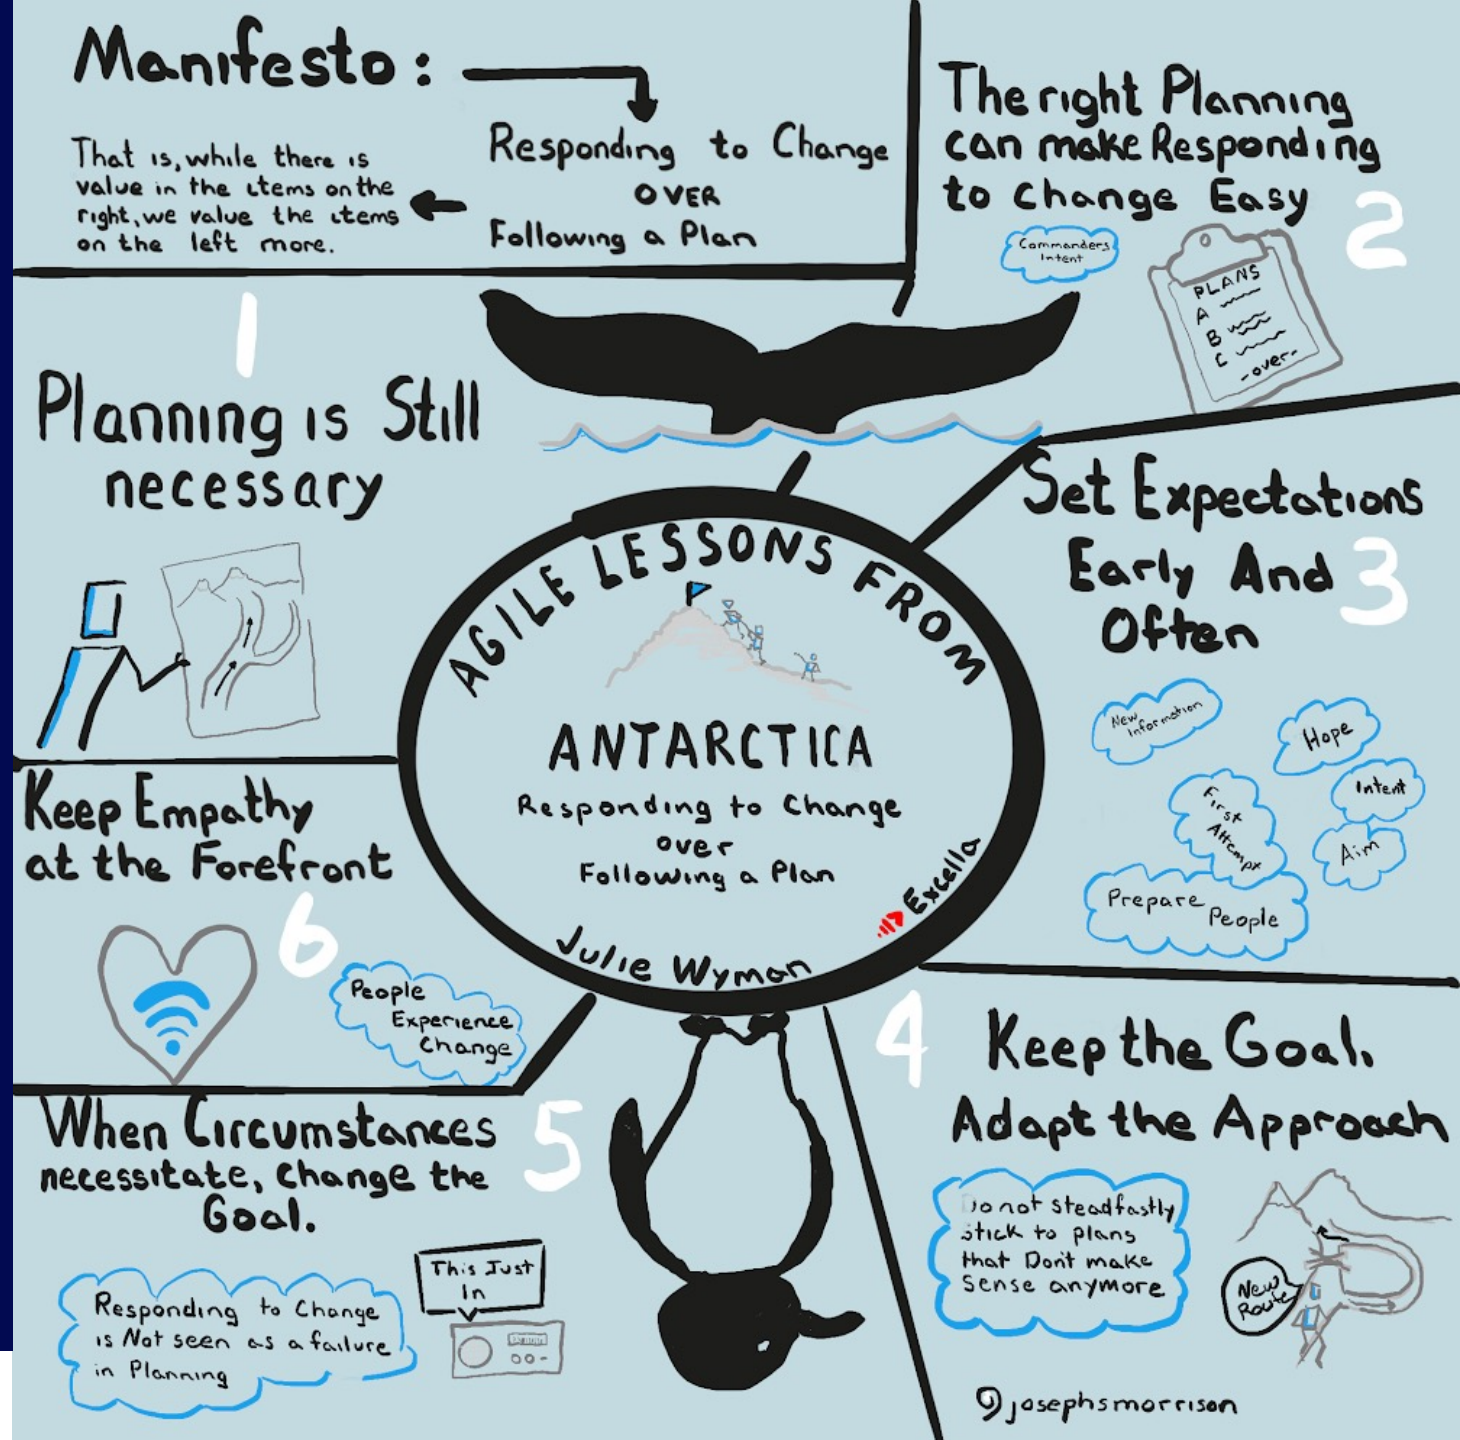 Manifesto:
Responding to Change
OVER
Following a Plan
That is, while there is
value in the items on the
right, we value the items
on the left more.
1
Planning is Still
necessary
The right Planning
can make Responding
to change Easy
2
Commanders
Intent
PLANS
A
B
C
-over-
Set Expectations
Early And
Often
3
New
Information
Hope
Intent
First
Attempt
Aim
Prepare
People
AGILE LESSONS FROM
ANTARCTICA
Responding to Change
over
Following a Plan
Julie Wyman
Excella
4
Keep the Goal.
Adapt the Approach
Do not steadfastly
stick to plans
that Don't make
sense anymore
New
Route
@josephsmorrison
5
When Circumstances
necessitate, change the
Goal.
Responding to Change
is Not seen as a failure
in Planning
This Just
In
Keep Empathy
at the Forefront
6
People
Experience
Change